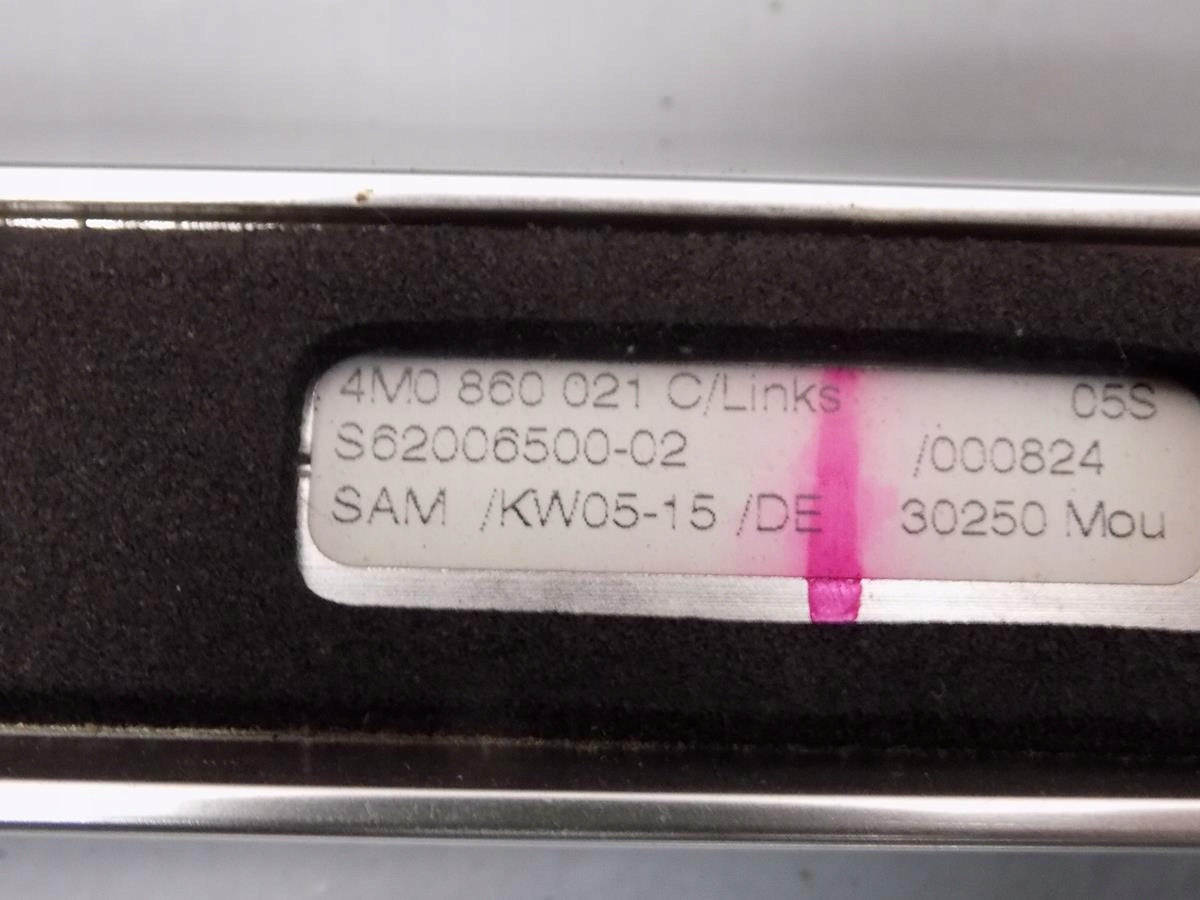 4M0 860 021 C/Links 05S
S62006500-02 /000824
SAM /KW05-15 /DE 30250 Mou